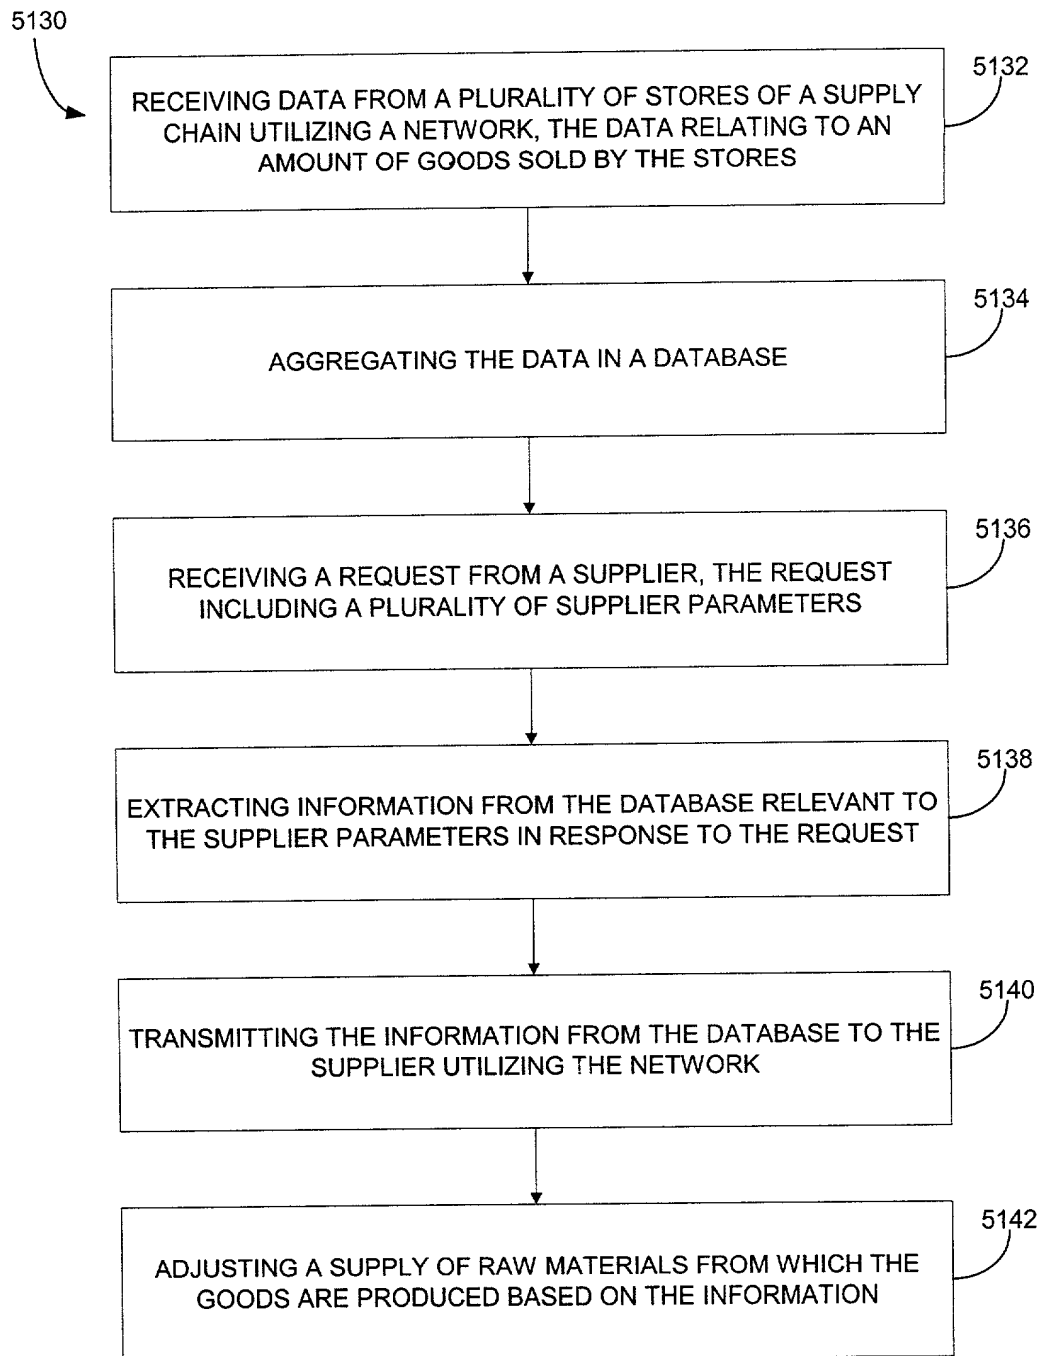 5130
5132
RECEIVING DATA FROM A PLURALITY OF STORES OF A SUPPLY
CHAIN UTILIZING A NETWORK, THE DATA RELATING TO AN
AMOUNT OF GOODS SOLD BY THE STORES
5134
AGGREGATING THE DATA IN A DATABASE
5136
RECEIVING A REQUEST FROM A SUPPLIER, THE REQUEST
INCLUDING A PLURALITY OF SUPPLIER PARAMETERS
5138
EXTRACTING INFORMATION FROM THE DATABASE RELEVANT TO
THE SUPPLIER PARAMETERS IN RESPONSE TO THE REQUEST
5140
TRANSMITTING THE INFORMATION FROM THE DATABASE TO THE
SUPPLIER UTILIZING THE NETWORK
5142
ADJUSTING A SUPPLY OF RAW MATERIALS FROM WHICH THE
GOODS ARE PRODUCED BASED ON THE INFORMATION